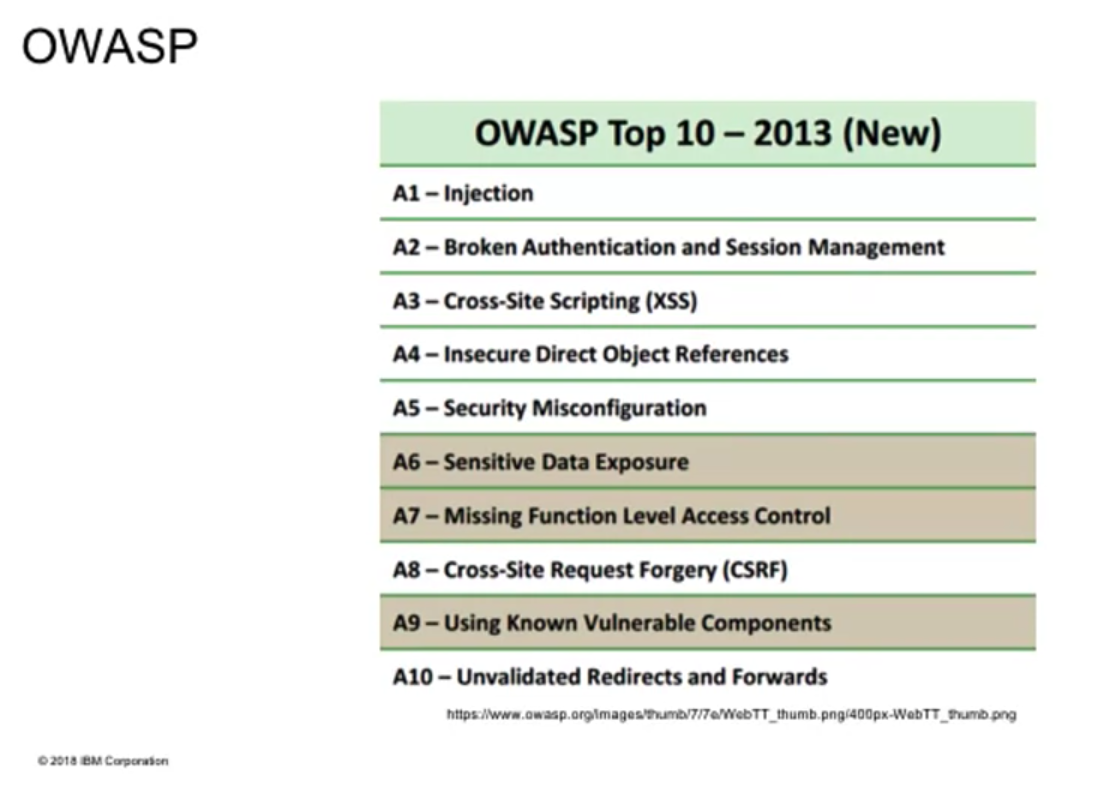 OWASP
OWASP Top 10 – 2013 (New)
A1 – Injection
A2 – Broken Authentication and Session Management
A3 – Cross-Site Scripting (XSS)
A4 – Insecure Direct Object References
A5 – Security Misconfiguration
A6 – Sensitive Data Exposure
A7 – Missing Function Level Access Control
A8 – Cross-Site Request Forgery (CSRF)
A9 – Using Known Vulnerable Components
A10 – Unvalidated Redirects and Forwards
https://www.owasp.org/images/thumb/7/7e/WebTT_thumb.png/400px-WebTT_thumb.png
© 2018 IBM Corporation